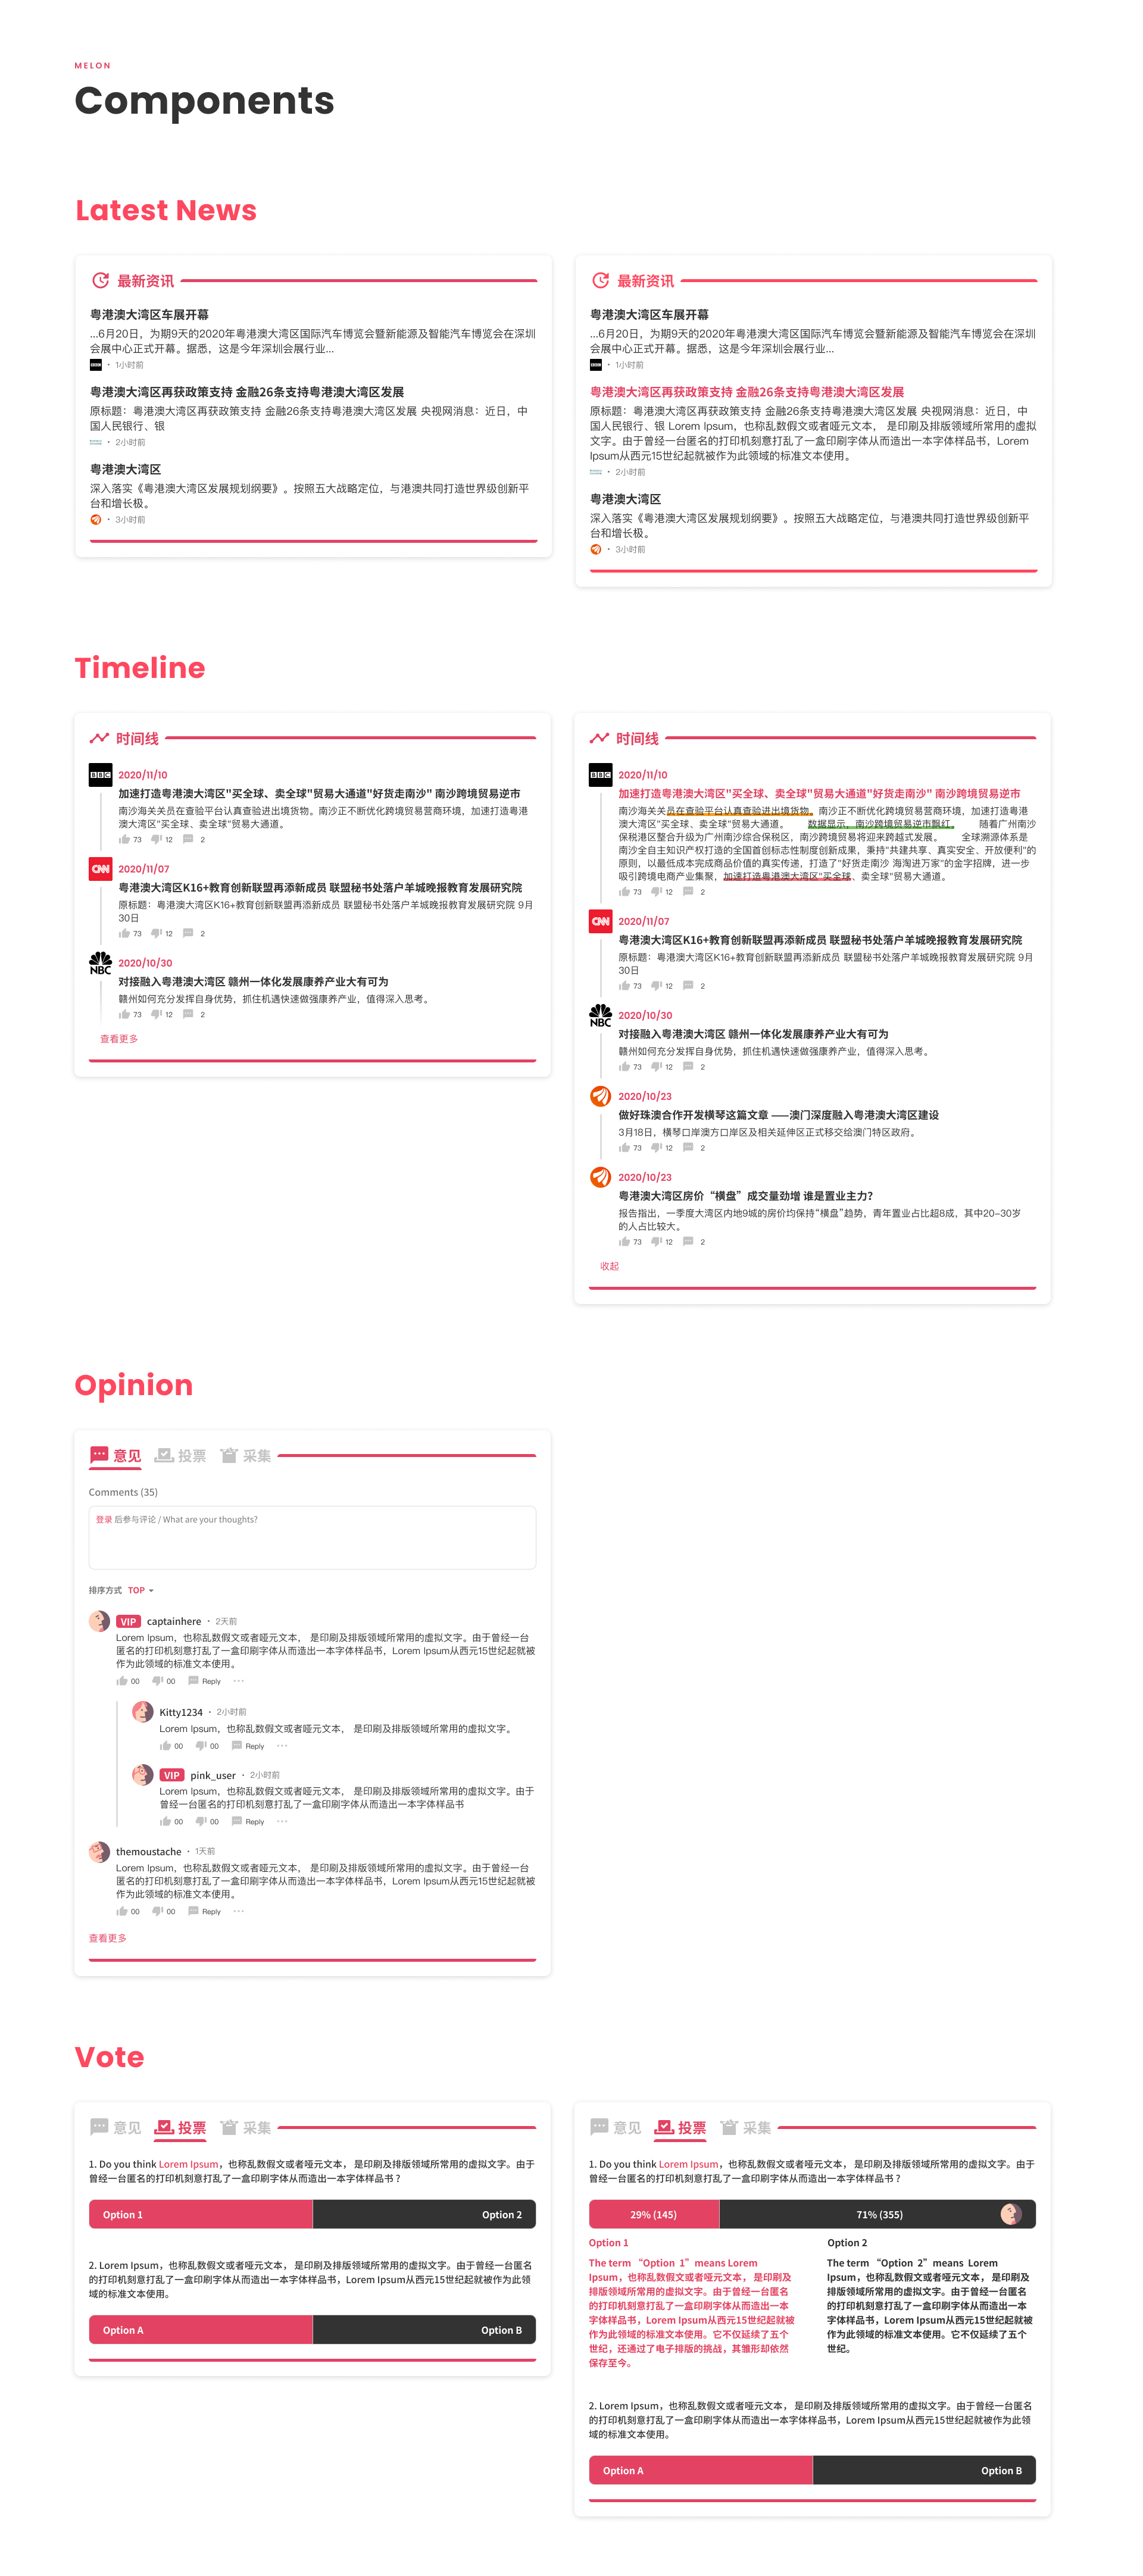 MELON
Components
Latest News
最新资讯
粤港澳大湾区车展开幕
...6月20日，为期9天的2020年粤港澳大湾区国际汽车博览会暨新能源及智能汽车博览会在深圳
会展中心正式开幕。据悉，这是今年深圳会展行业...
BBC · 1小时前
粤港澳大湾区再获政策支持 金融26条支持粤港澳大湾区发展
原标题：粤港澳大湾区再获政策支持 金融26条支持粤港澳大湾区发展 央视网消息：近日，中
国人民银行、银
· 2小时前
粤港澳大湾区
深入落实《粤港澳大湾区发展规划纲要》。按照五大战略定位，与港澳共同打造世界级创新平
台和增长极。
· 3小时前
最新资讯
粤港澳大湾区车展开幕
...6月20日，为期9天的2020年粤港澳大湾区国际汽车博览会暨新能源及智能汽车博览会在深圳
会展中心正式开幕。据悉，这是今年深圳会展行业...
BBC · 1小时前
粤港澳大湾区再获政策支持 金融26条支持粤港澳大湾区发展
原标题：粤港澳大湾区再获政策支持 金融26条支持粤港澳大湾区发展 央视网消息：近日，中
国人民银行、银 Lorem Ipsum，也称乱数假文或者哑元文本， 是印刷及排版领域所常用的虚拟
文字。由于曾经一台匿名的打印机刻意打乱了一盒印刷字体从而造出一本字体样品书，Lorem
Ipsum从西元15世纪起就被作为此领域的标准文本使用。
· 2小时前
粤港澳大湾区
深入落实《粤港澳大湾区发展规划纲要》。按照五大战略定位，与港澳共同打造世界级创新平
台和增长极。
· 3小时前
Timeline
时间线
BBC 2020/11/10
加速打造粤港澳大湾区"买全球、卖全球"贸易大通道"好货走南沙" 南沙跨境贸易逆市
南沙海关关员在查验平台认真查验进出境货物。南沙正不断优化跨境贸易营商环境，加速打造粤港
澳大湾区"买全球、卖全球"贸易大通道。
73 12 2
CNN 2020/11/07
粤港澳大湾区K16+教育创新联盟再添新成员 联盟秘书处落户羊城晚报教育发展研究院
原标题：粤港澳大湾区K16+教育创新联盟再添新成员 联盟秘书处落户羊城晚报教育发展研究院 9月
30日
73 12 2
NBC 2020/10/30
对接融入粤港澳大湾区 赣州一体化发展康养产业大有可为
赣州如何充分发挥自身优势，抓住机遇快速做强康养产业，值得深入思考。
73 12 2
查看更多
时间线
BBC 2020/11/10
加速打造粤港澳大湾区"买全球、卖全球"贸易大通道"好货走南沙" 南沙跨境贸易逆市
南沙海关关员在查验平台认真查验进出境货物。南沙正不断优化跨境贸易营商环境，加速打造粤港
澳大湾区"买全球、卖全球"贸易大通道。 数据显示，南沙跨境贸易逆市飘红， 随着广州南沙
保税港区整合升级为广州南沙综合保税区，南沙跨境贸易将迎来跨越式发展。 全球溯源体系是
南沙全自主知识产权打造的全国首创标志性制度创新成果，秉持"共建共享、真实安全、开放便利"的
原则，以最低成本完成商品价值的真实传递，打造了"好货走南沙 海淘进万家"的金字招牌，进一步
吸引跨境电商产业集聚，加速打造粤港澳大湾区"买全球、卖全球"贸易大通道。
73 12 2
CNN 2020/11/07
粤港澳大湾区K16+教育创新联盟再添新成员 联盟秘书处落户羊城晚报教育发展研究院
原标题：粤港澳大湾区K16+教育创新联盟再添新成员 联盟秘书处落户羊城晚报教育发展研究院 9月
30日
73 12 2
NBC 2020/10/30
对接融入粤港澳大湾区 赣州一体化发展康养产业大有可为
赣州如何充分发挥自身优势，抓住机遇快速做强康养产业，值得深入思考。
73 12 2
2020/10/23
做好珠澳合作开发横琴这篇文章 ——澳门深度融入粤港澳大湾区建设
3月18日，横琴口岸澳方口岸区及相关延伸区正式移交给澳门特区政府。
73 12 2
2020/10/23
粤港澳大湾区房价“横盘”成交量劲增 谁是置业主力？
报告指出，一季度大湾区内地9城的房价均保持“横盘”趋势，青年置业占比超8成，其中20-30岁
的人占比较大。
73 12 2
收起
Opinion
意见 投票 采集
Comments (35)
登录 后参与评论 / What are your thoughts?
排序方式 TOP
VIP captainhere · 2天前
Lorem Ipsum，也称乱数假文或者哑元文本， 是印刷及排版领域所常用的虚拟文字。由于曾经一台
匿名的打印机刻意打乱了一盒印刷字体从而造出一本字体样品书，Lorem Ipsum从西元15世纪起就被
作为此领域的标准文本使用。
00 00 Reply ···
Kitty1234 · 2小时前
Lorem Ipsum，也称乱数假文或者哑元文本， 是印刷及排版领域所常用的虚拟文字。
00 00 Reply ···
VIP pink_user · 2小时前
Lorem Ipsum，也称乱数假文或者哑元文本， 是印刷及排版领域所常用的虚拟文字。由于
曾经一台匿名的打印机刻意打乱了一盒印刷字体从而造出一本字体样品书
00 00 Reply ···
themoustache · 1天前
Lorem Ipsum，也称乱数假文或者哑元文本， 是印刷及排版领域所常用的虚拟文字。由于曾经一台
匿名的打印机刻意打乱了一盒印刷字体从而造出一本字体样品书，Lorem Ipsum从西元15世纪起就被
作为此领域的标准文本使用。
00 00 Reply ···
查看更多
Vote
意见 投票 采集
1. Do you think Lorem Ipsum，也称乱数假文或者哑元文本， 是印刷及排版领域所常用的虚拟文字。由于
曾经一台匿名的打印机刻意打乱了一盒印刷字体从而造出一本字体样品书？
Option 1 Option 2
2. Lorem Ipsum，也称乱数假文或者哑元文本， 是印刷及排版领域所常用的虚拟文字。由于曾经一台匿名
的打印机刻意打乱了一盒印刷字体从而造出一本字体样品书，Lorem Ipsum从西元15世纪起就被作为此领
域的标准文本使用。
Option A Option B
意见 投票 采集
1. Do you think Lorem Ipsum，也称乱数假文或者哑元文本， 是印刷及排版领域所常用的虚拟文字。由于
曾经一台匿名的打印机刻意打乱了一盒印刷字体从而造出一本字体样品书？
29% (145) 71% (355)
Option 1
The term “Option 1”means Lorem
Ipsum，也称乱数假文或者哑元文本， 是印刷及
排版领域所常用的虚拟文字。由于曾经一台匿名
的打印机刻意打乱了一盒印刷字体从而造出一本
字体样品书，Lorem Ipsum从西元15世纪起就被
作为此领域的标准文本使用。它不仅延续了五个
世纪，还通过了电子排版的挑战，其雏形却依然
保存至今。
Option 2
The term “Option 2”means Lorem
Ipsum，也称乱数假文或者哑元文本， 是印刷及
排版领域所常用的虚拟文字。由于曾经一台匿名
的打印机刻意打乱了一盒印刷字体从而造出一本
字体样品书，Lorem Ipsum从西元15世纪起就被
作为此领域的标准文本使用。它不仅延续了五个
世纪。
2. Lorem Ipsum，也称乱数假文或者哑元文本， 是印刷及排版领域所常用的虚拟文字。由于曾经一台匿名
的打印机刻意打乱了一盒印刷字体从而造出一本字体样品书，Lorem Ipsum从西元15世纪起就被作为此领
域的标准文本使用。
Option A Option B